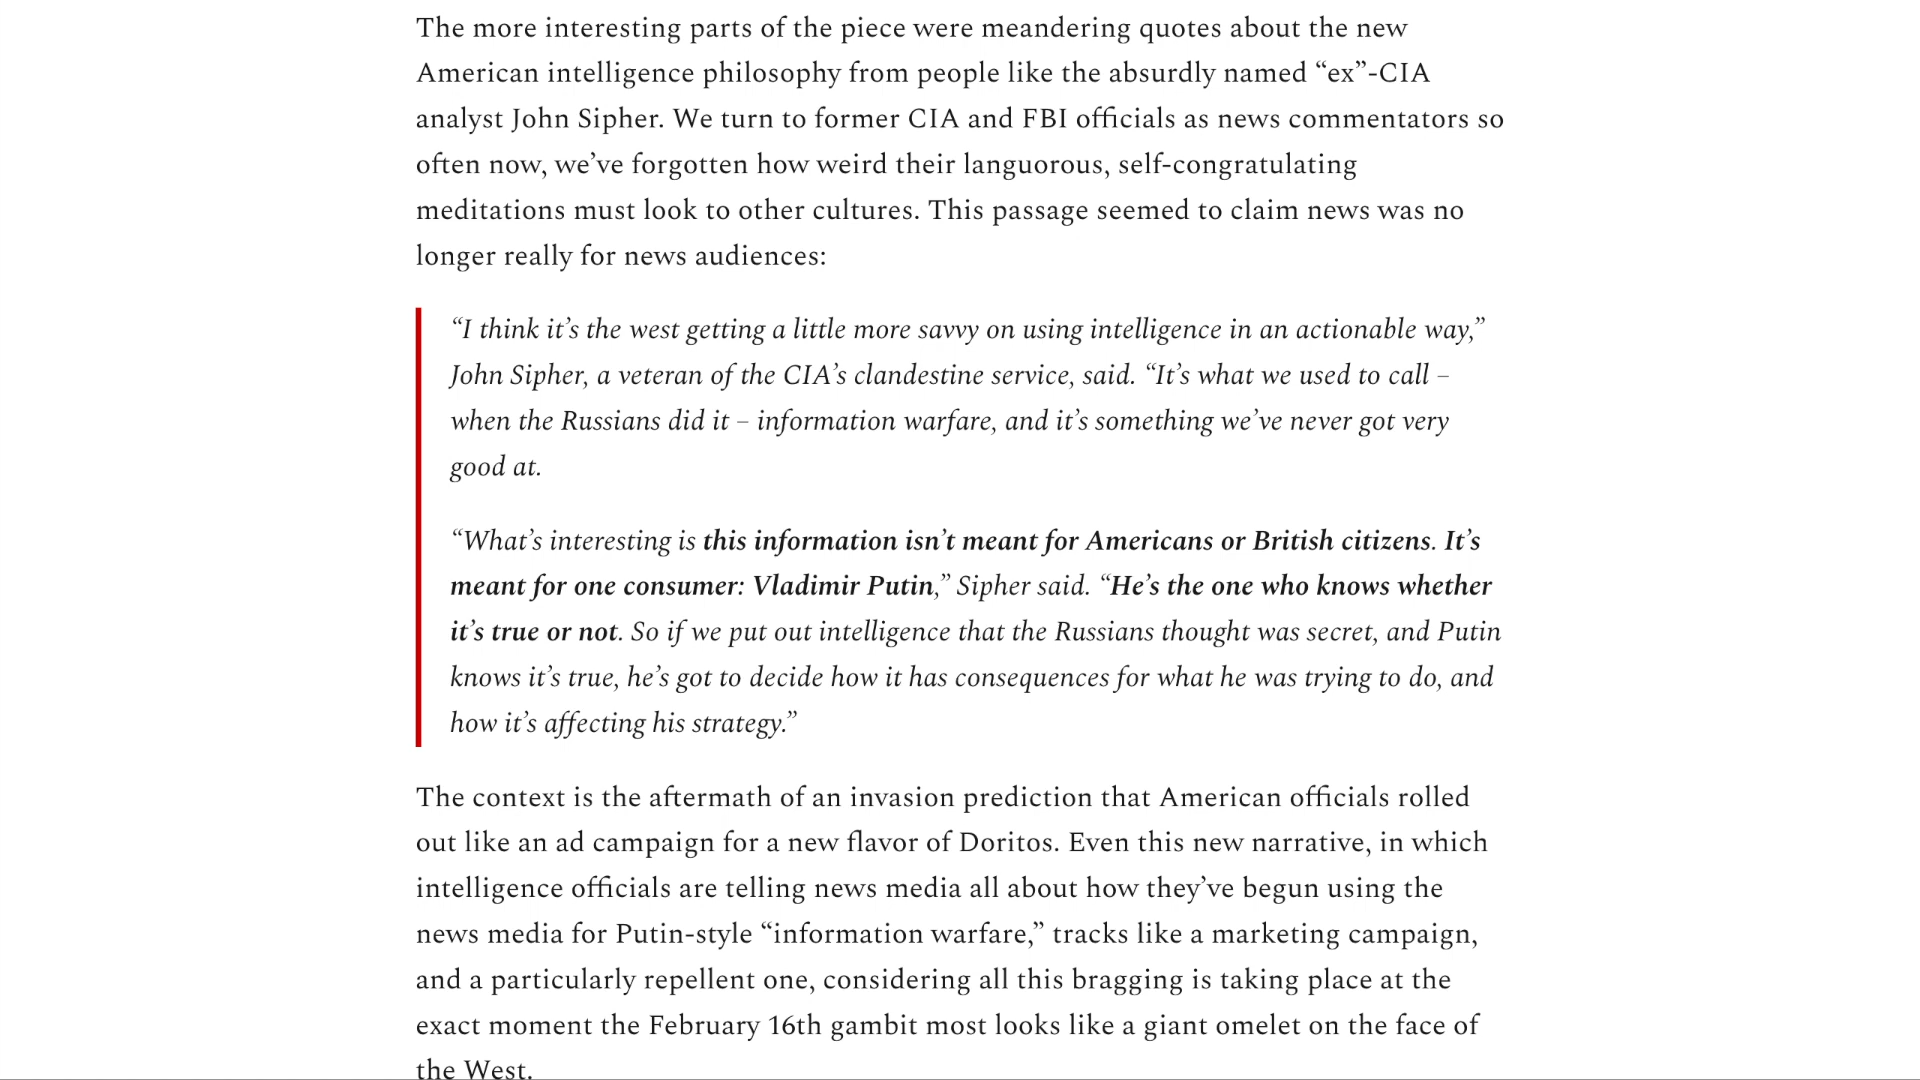 The more interesting parts of the piece were meandering quotes about the new
American intelligence philosophy from people like the absurdly named “ex”-CIA
analyst John Sipher. We turn to former CIA and FBI officials as news commentators so
often now, we’ve forgotten how weird their languorous, self-congratulating
meditations must look to other cultures. This passage seemed to claim news was no
longer really for news audiences:
“I think it’s the west getting a little more savvy on using intelligence in an actionable way,”
John Sipher, a veteran of the CIA’s clandestine service, said. “It’s what we used to call –
when the Russians did it – information warfare, and it’s something we’ve never got very
good at.
“What’s interesting is this information isn’t meant for Americans or British citizens. It’s
meant for one consumer: Vladimir Putin,” Sipher said. “He’s the one who knows whether
it’s true or not. So if we put out intelligence that the Russians thought was secret, and Putin
knows it’s true, he’s got to decide how it has consequences for what he was trying to do, and
how it’s affecting his strategy.”
The context is the aftermath of an invasion prediction that American officials rolled
out like an ad campaign for a new flavor of Doritos. Even this new narrative, in which
intelligence officials are telling news media all about how they’ve begun using the
news media for Putin-style “information warfare,” tracks like a marketing campaign,
and a particularly repellent one, considering all this bragging is taking place at the
exact moment the February 16th gambit most looks like a giant omelet on the face of
the West.